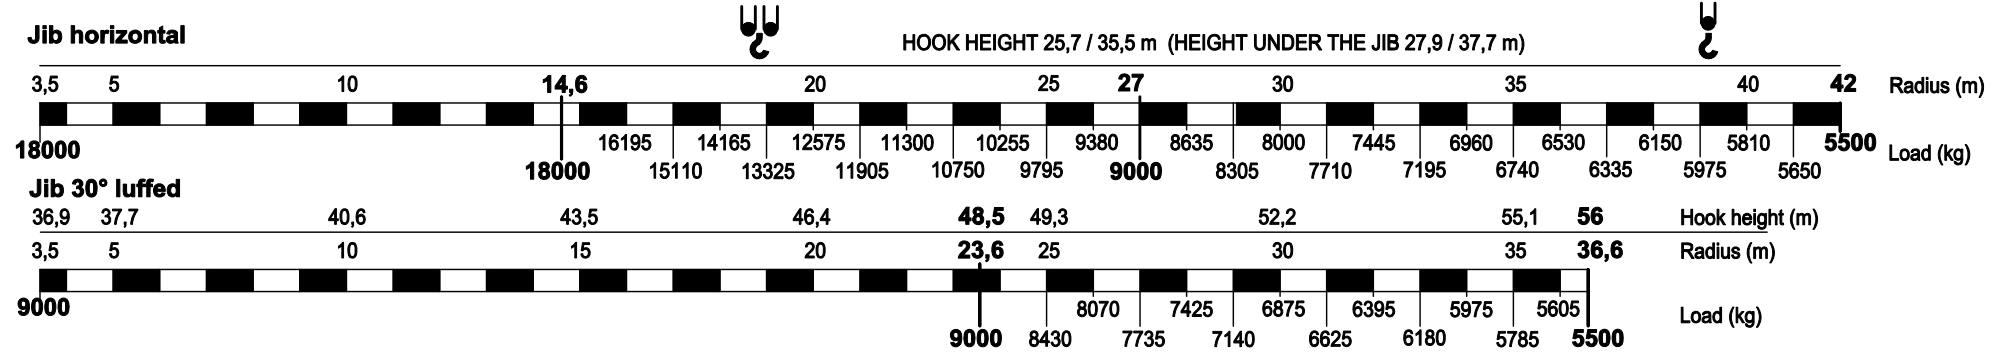 Jib horizontal
HOOK HEIGHT 25,7 / 35,5 m (HEIGHT UNDER THE JIB 27,9 / 37,7 m)
3,5 5 10 14,6 20 25 27 30 35 40 42 Radius (m)
16195 14165 12575 11300 10255 9380 8635 8000 7445 6960 6530 6150 5810 5500
18000 Load (kg)
18000 15110 13325 11905 10750 9795 9000 8305 7710 7195 6740 6335 5975 5650
Jib 30° luffed
36,9 37,7 40,6 43,5 46,4 48,5 49,3 52,2 55,1 56 Hook height (m)
3,5 5 10 15 20 23,6 25 30 35 36,6 Radius (m)
9000 8070 7425 6875 6395 5975 5605 Load (kg)
9000 8430 7735 7140 6625 6180 5785 5500